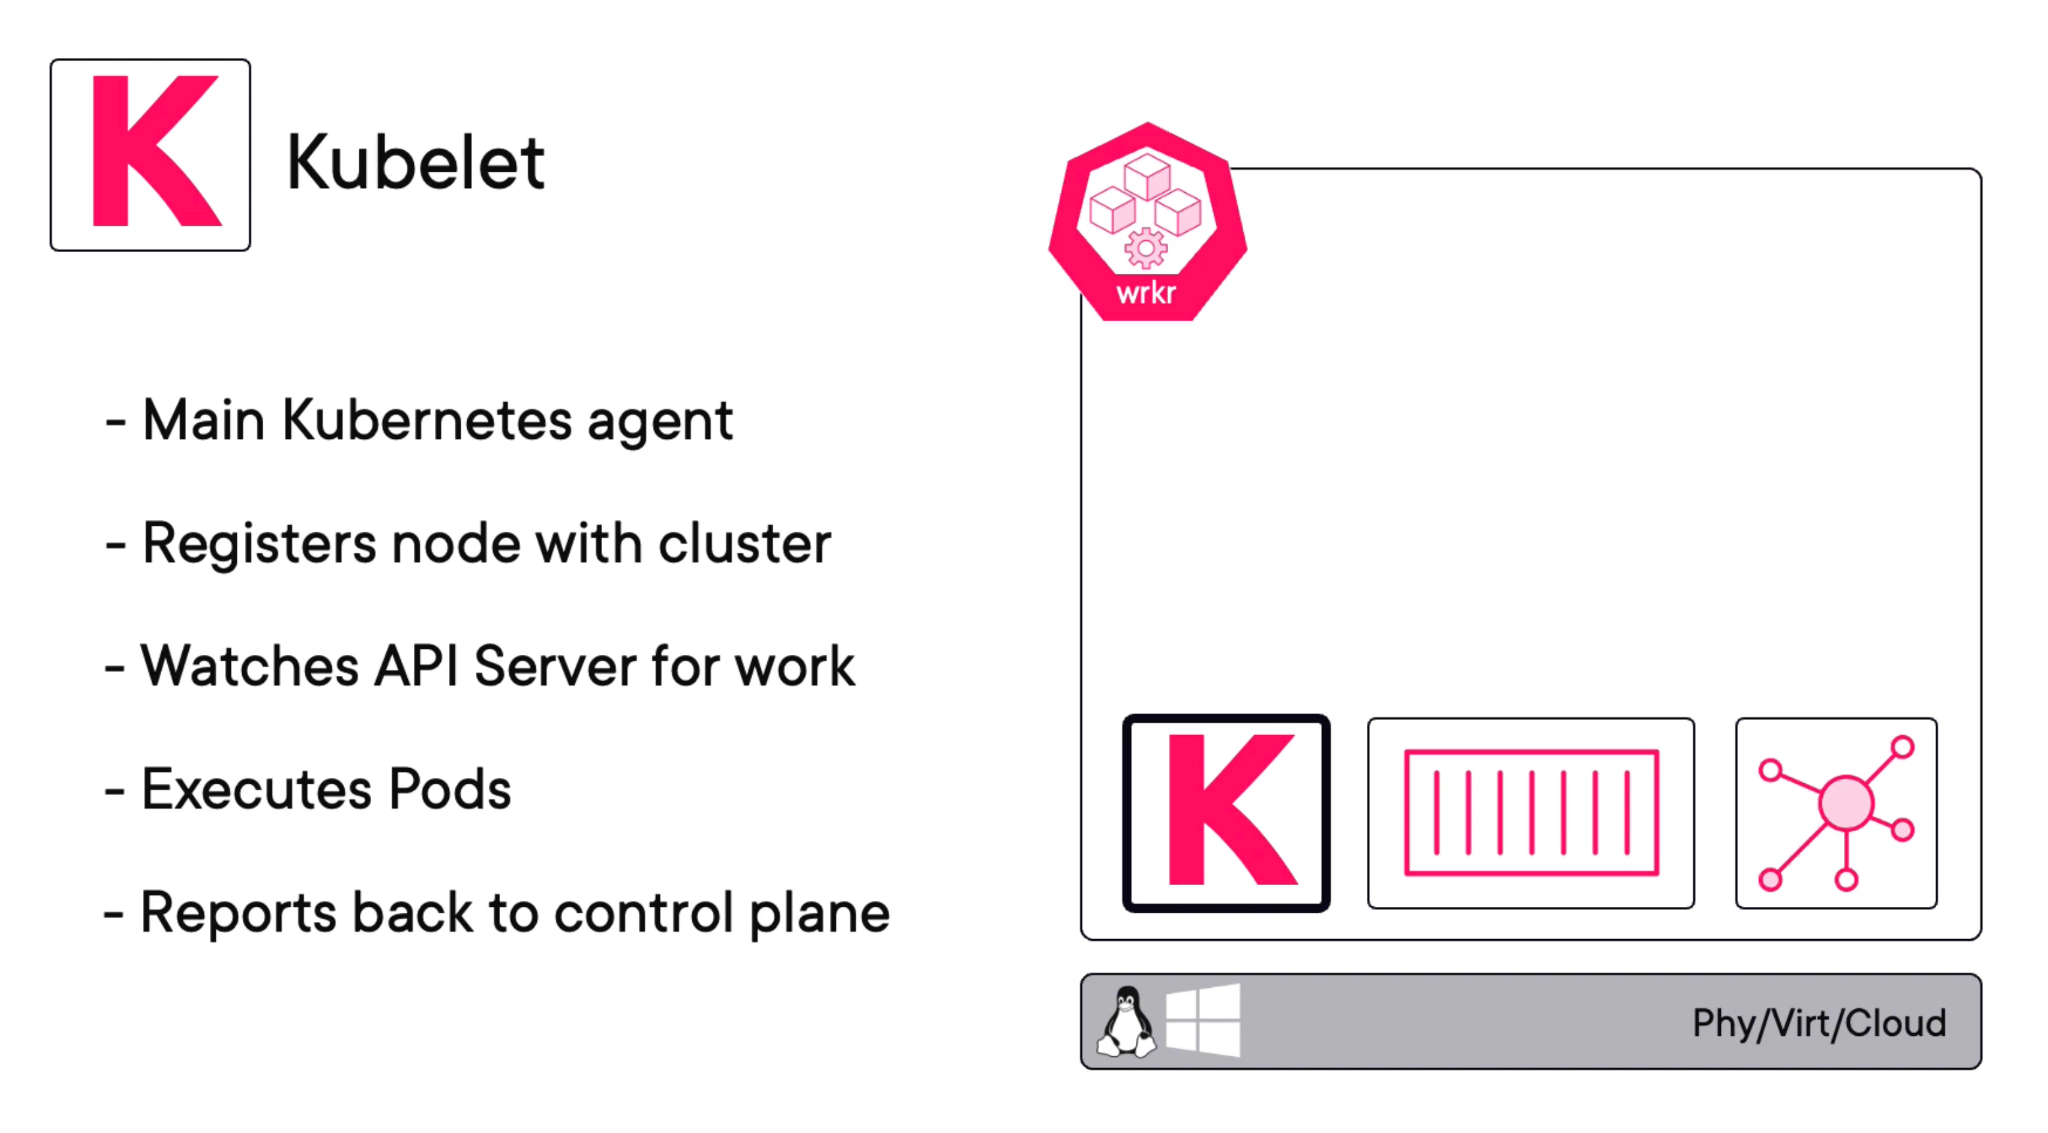 K
Kubelet
- Main Kubernetes agent
- Registers node with cluster
- Watches API Server for work
- Executes Pods
- Reports back to control plane
wrkr
K
Phy/Virt/Cloud